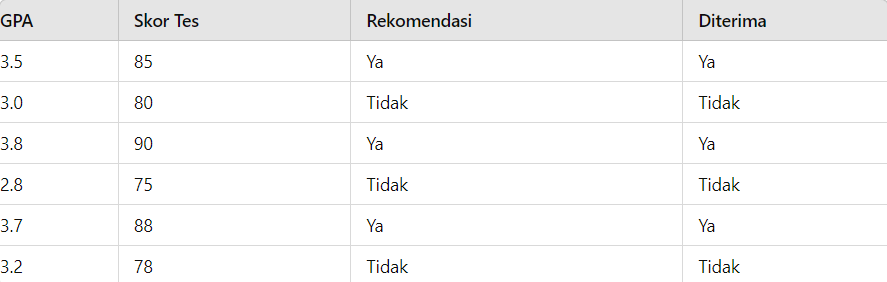 GPA Skor Tes Rekomendasi Diterima
3.5 85 Ya Ya
3.0 80 Tidak Tidak
3.8 90 Ya Ya
2.8 75 Tidak Tidak
3.7 88 Ya Ya
3.2 78 Tidak Tidak